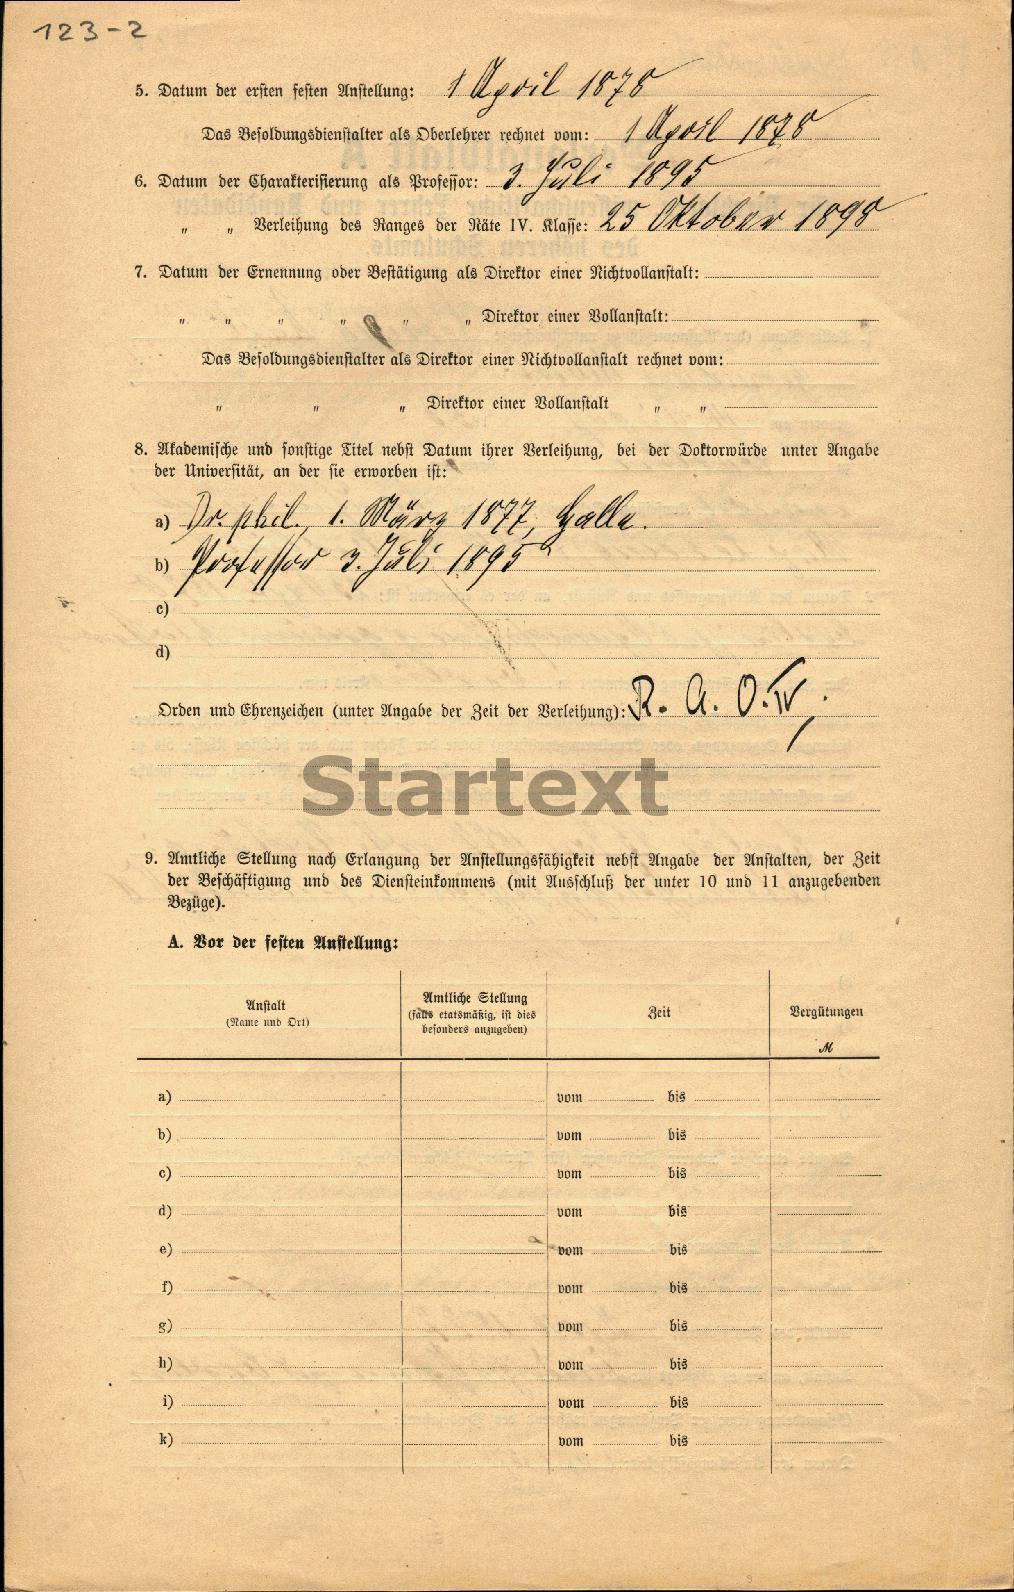 123-2
5. Datum der ersten festen Anstellung: 1 April 1878
Das Besoldungsdienstalter als Oberlehrer rechnet vom: 1 April 1878
6. Datum der Charakterisierung als Professor: 3. Juli 1895
„ „ Verleihung des Ranges der Räte IV. Klasse: 25 Oktober 1898
7. Datum der Ernennung oder Bestätigung als Direktor einer Nichtvollanstalt:
„ „ „ „ „ „ Direktor einer Vollanstalt:
Das Besoldungsdienstalter als Direktor einer Nichtvollanstalt rechnet vom:
„ „ „ Direktor einer Vollanstalt „ „
8. Akademische und sonstige Titel nebst Datum ihrer Verleihung, bei der Doktorwürde unter Angabe
der Universität, an der sie erworben ist:
a) Dr. phil., 1. März 1877, Halle.
b) Professor 3. Juli 1895
c)
d)
Orden und Ehrenzeichen (unter Angabe der Zeit der Verleihung): R. A. O. IV,
Startext
9. Amtliche Stellung nach Erlangung der Anstellungsfähigkeit nebst Angabe der Anstalten, der Zeit
der Beschäftigung und des Diensteinkommens (mit Ausschluß der unter 10 und 11 anzugebenden
Bezüge).
A. Vor der festen Anstellung:
Anstalt (Name und Ort) Amtliche Stellung (falls etatsmäßig, ist dies besonders anzugeben) Zeit Vergütungen M
a) vom bis
b) vom bis
c) vom bis
d) vom bis
e) vom bis
f) vom bis
g) vom bis
h) vom bis
i) vom bis
k) vom bis